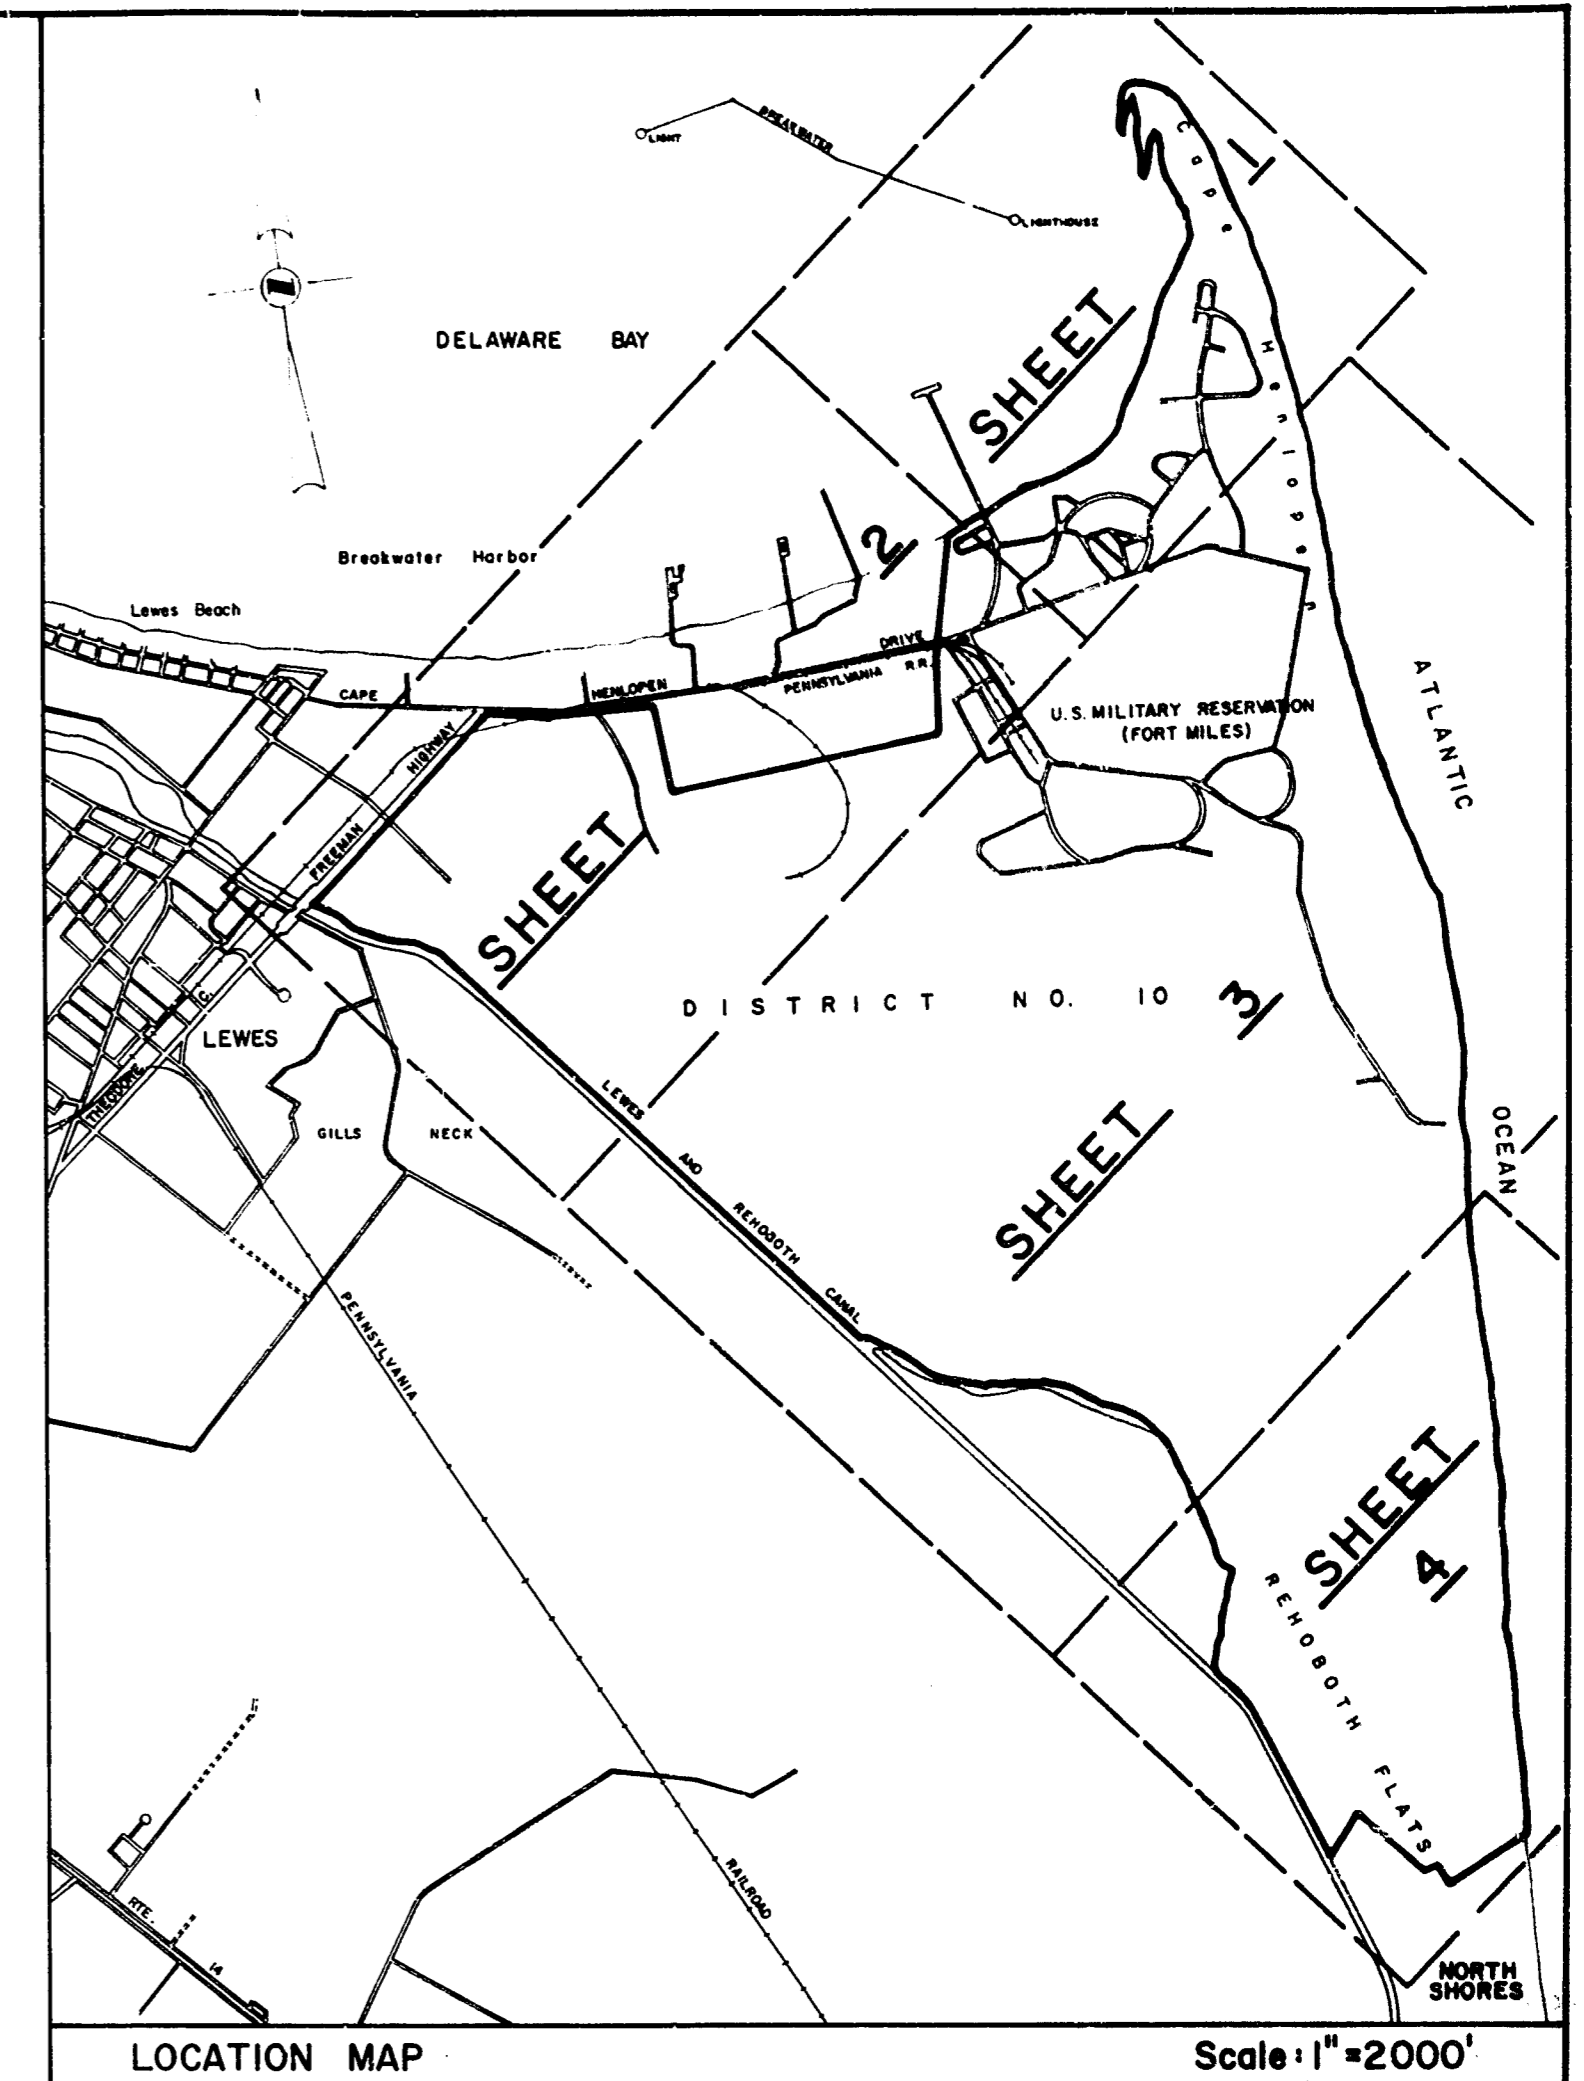 Cape
1
LIGHT
BREAKWATER
LIGHTHOUSE
DELAWARE BAY
SHEET
Henlopen
2
Breakwater Harbor
Lewes Beach
CAPE
HENLOPEN
DRIVE
PENNSYLVANIA R.R.
U.S. MILITARY RESERVATION
(FORT MILES)
ATLANTIC
HIGHWAY
FREEMAN
SHEET
DISTRICT NO. 10
3
C.
LEWES
THEODORE
GILLS NECK
LEWES
AND
REHOBOTH
CANAL
SHEET
OCEAN
PENNSYLVANIA
SHEET
4
REHOBOTH FLATS
RAILROAD
RTE.
14
NORTH
SHORES
LOCATION MAP
Scale: 1"=2000'